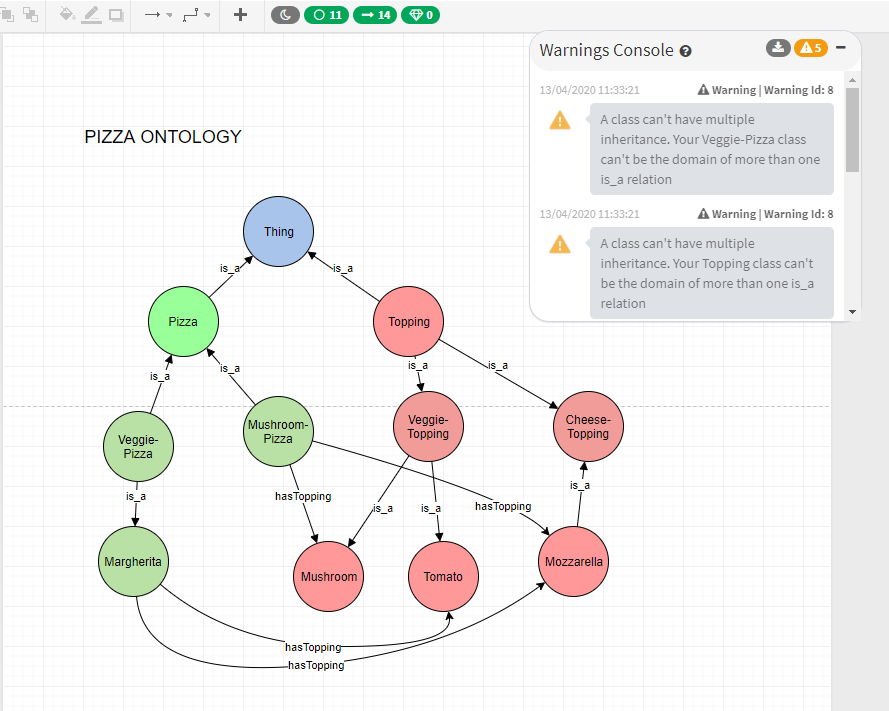 11
14
0
Warnings Console
5
13/04/2020 11:33:21
Warning | Warning Id: 8
A class can't have multiple
inheritance. Your Veggie-Pizza class
can't be the domain of more than one
is_a relation
13/04/2020 11:33:21
Warning | Warning Id: 8
A class can't have multiple
inheritance. Your Topping class can't
be the domain of more than one is_a
relation
PIZZA ONTOLOGY
Thing
is_a
is_a
Pizza
Topping
is_a
is_a
is_a
is_a
Veggie-
Pizza
Mushroom-
Pizza
Veggie-
Topping
Cheese-
Topping
is_a
hasTopping
is_a
is_a
hasTopping
is_a
Margherita
Mushroom
Tomato
Mozzarella
hasTopping
hasTopping